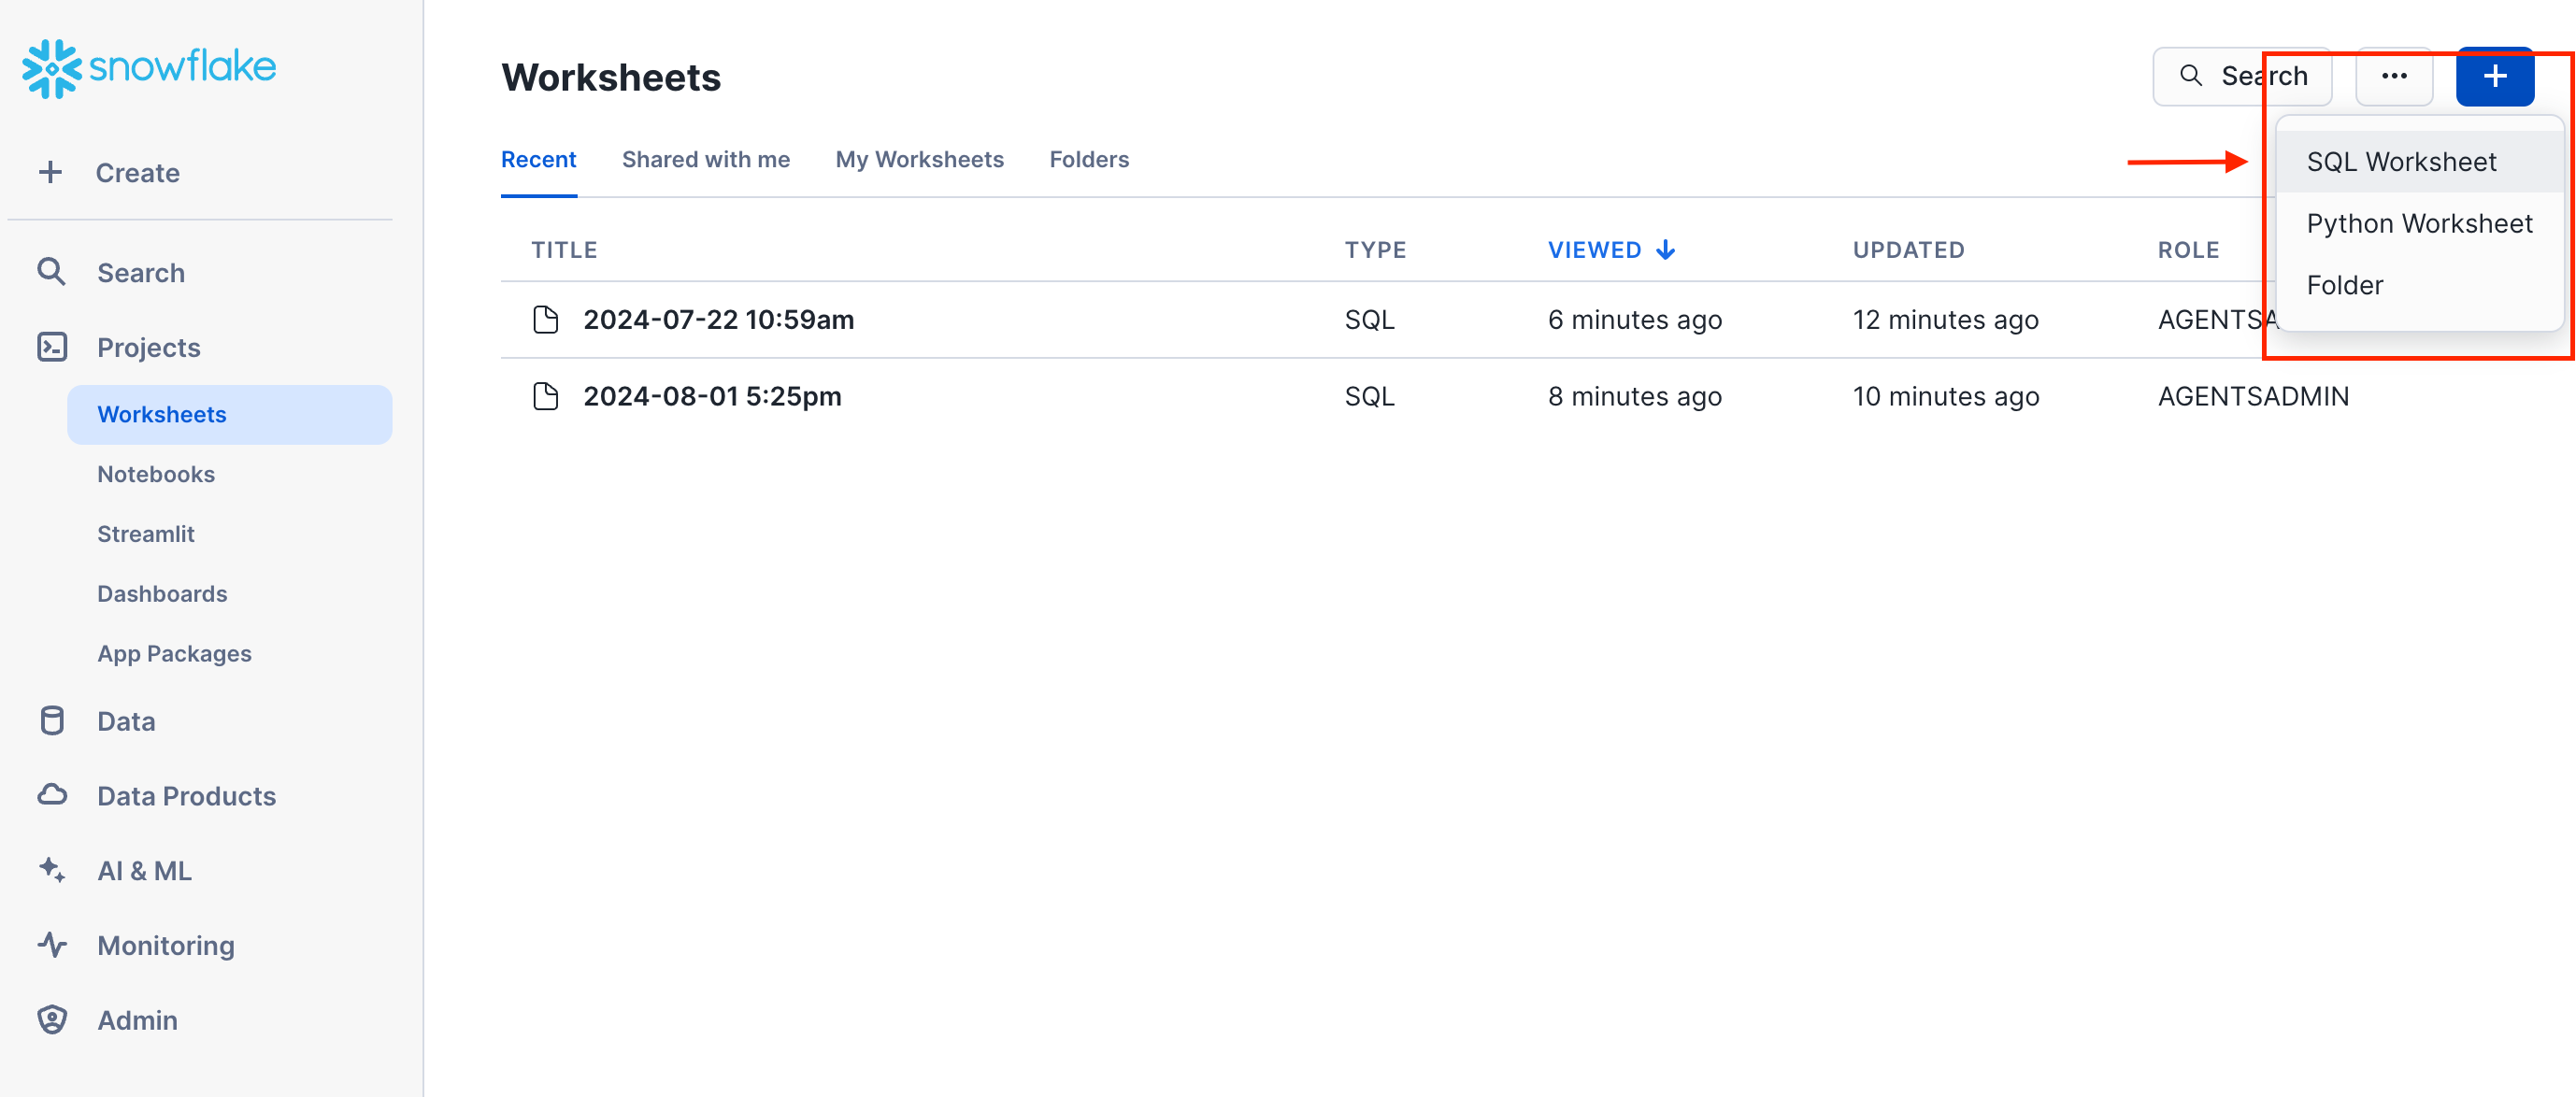 snowflake
Create
Search
Projects
Worksheets
Notebooks
Streamlit
Dashboards
App Packages
Data
Data Products
AI & ML
Monitoring
Admin
Worksheets
Search
Recent Shared with me My Worksheets Folders
SQL Worksheet
Python Worksheet
Folder
TITLE TYPE VIEWED UPDATED ROLE
2024-07-22 10:59am SQL 6 minutes ago 12 minutes ago AGENTSA
2024-08-01 5:25pm SQL 8 minutes ago 10 minutes ago AGENTSADMIN